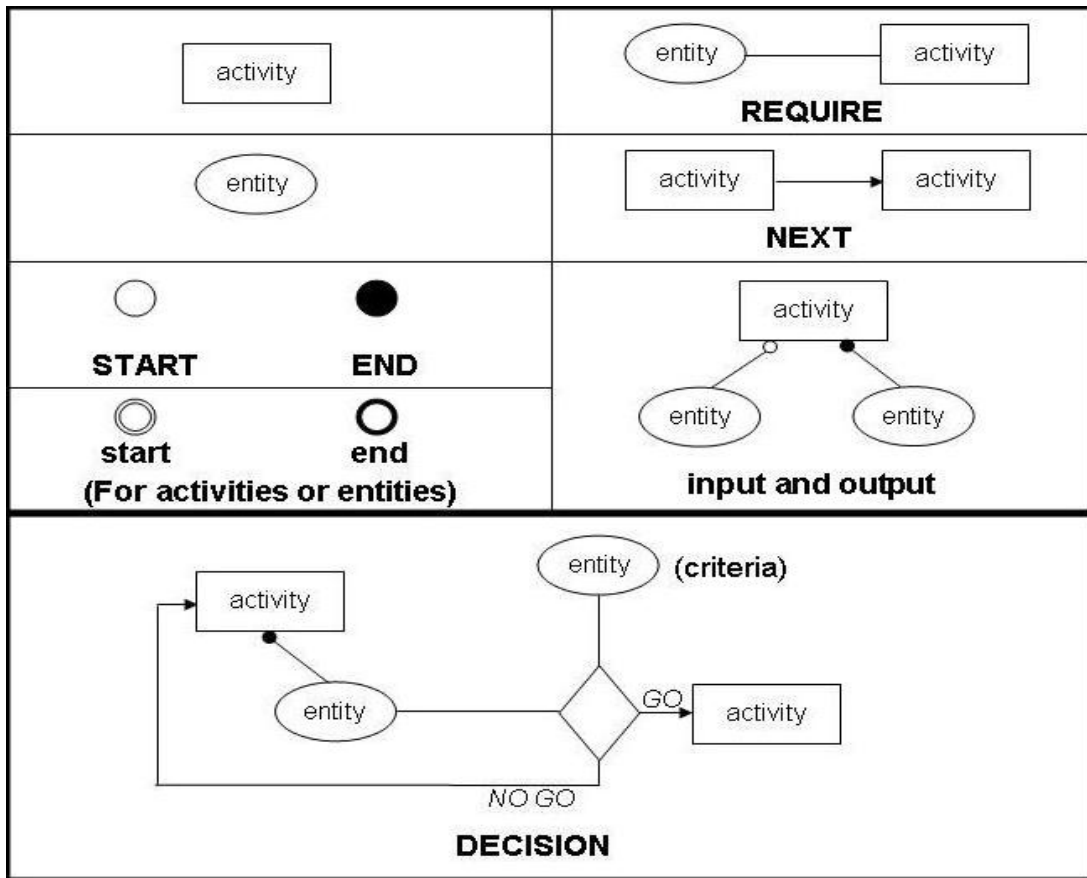 activity
entity
activity
REQUIRE
entity
activity
activity
NEXT
START
END
start
end
(For activities or entities)
activity
entity
entity
input and output
entity
(criteria)
activity
entity
GO
activity
NO GO
DECISION